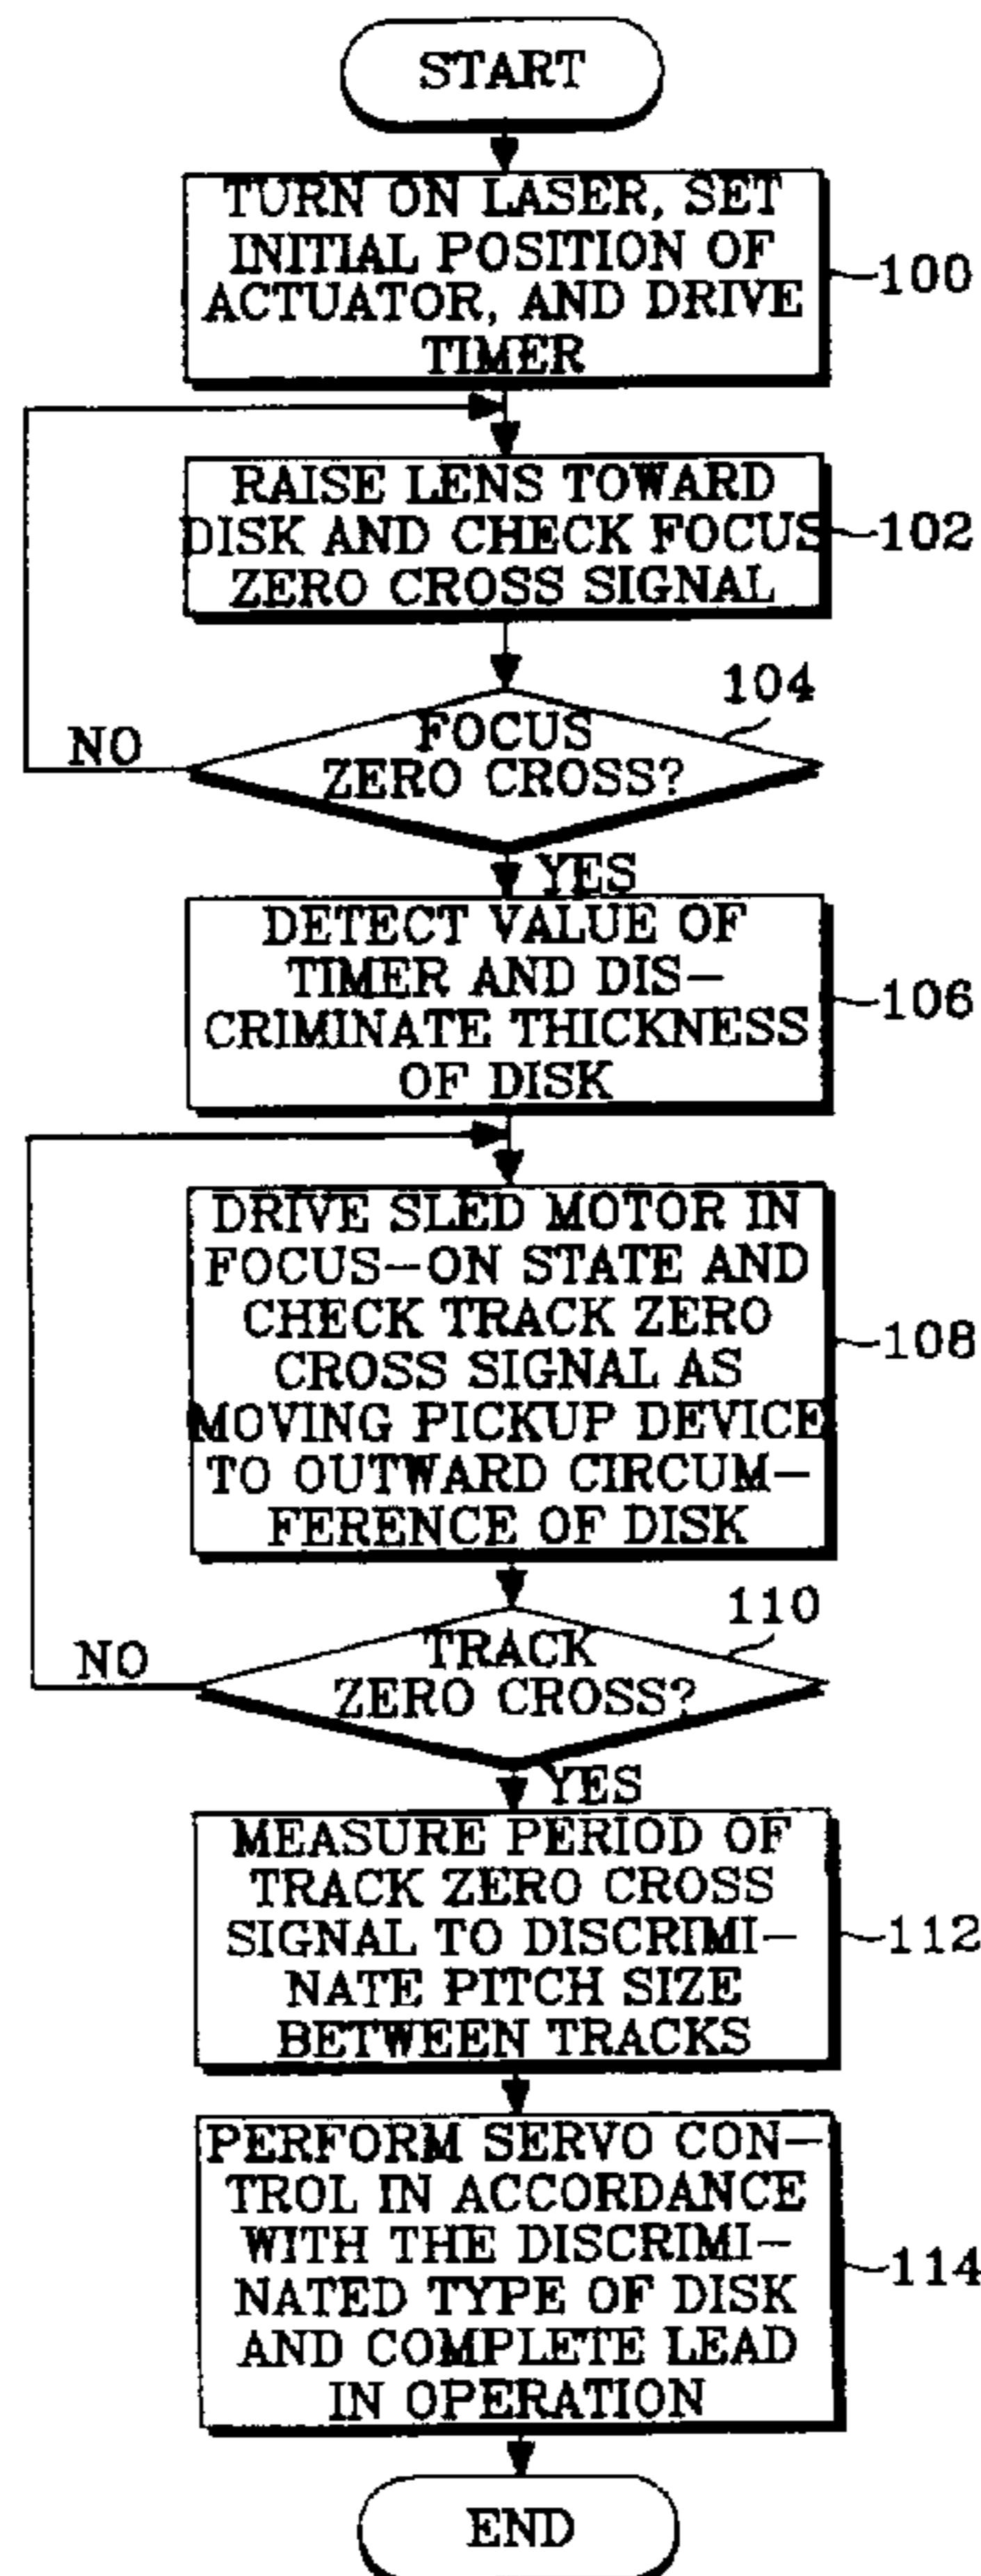 START
TURN ON LASER, SET
INITIAL POSITION OF
ACTUATOR, AND DRIVE
TIMER
100
RAISE LENS TOWARD
DISK AND CHECK FOCUS
ZERO CROSS SIGNAL
102
104
FOCUS
ZERO CROSS?
NO
YES
DETECT VALUE OF
TIMER AND DIS-
CRIMINATE THICKNESS
OF DISK
106
DRIVE SLED MOTOR IN
FOCUS-ON STATE AND
CHECK TRACK ZERO
CROSS SIGNAL AS
MOVING PICKUP DEVICE
TO OUTWARD CIRCUM-
FERENCE OF DISK
108
110
TRACK
ZERO CROSS?
NO
YES
MEASURE PERIOD OF
TRACK ZERO CROSS
SIGNAL TO DISCRIMI-
NATE PITCH SIZE
BETWEEN TRACKS
112
PERFORM SERVO CON-
TROL IN ACCORDANCE
WITH THE DISCRIMI-
NATED TYPE OF DISK
AND COMPLETE LEAD
IN OPERATION
114
END